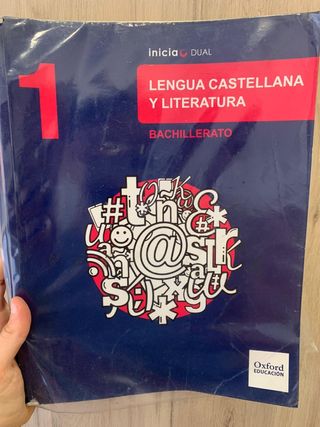 inicia DUAL
1
LENGUA CASTELLANA
Y LITERATURA
BACHILLERATO
Oxford
EDUCACIÓN